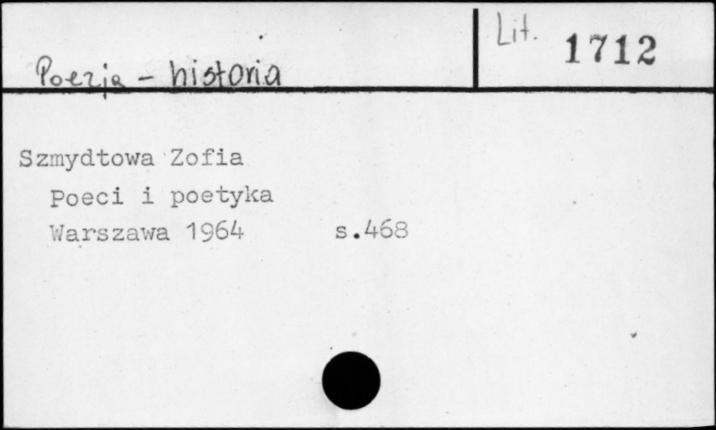 Poezja - historia
Lit. 1712
Szmydtowa Zofia
Poeci i poetyka
Warszawa 1964 s.468